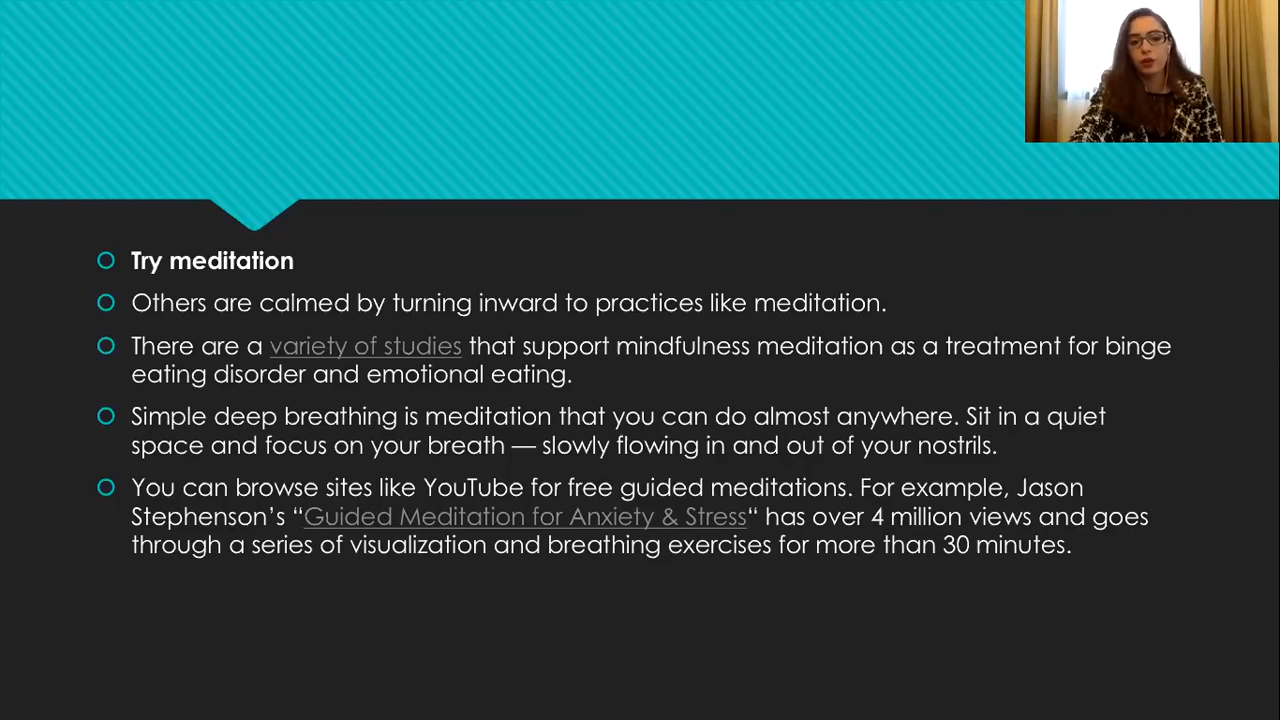 Try meditation
Others are calmed by turning inward to practices like meditation.
There are a variety of studies that support mindfulness meditation as a treatment for binge
eating disorder and emotional eating.
Simple deep breathing is meditation that you can do almost anywhere. Sit in a quiet
space and focus on your breath — slowly flowing in and out of your nostrils.
You can browse sites like YouTube for free guided meditations. For example, Jason
Stephenson’s “Guided Meditation for Anxiety & Stress“ has over 4 million views and goes
through a series of visualization and breathing exercises for more than 30 minutes.